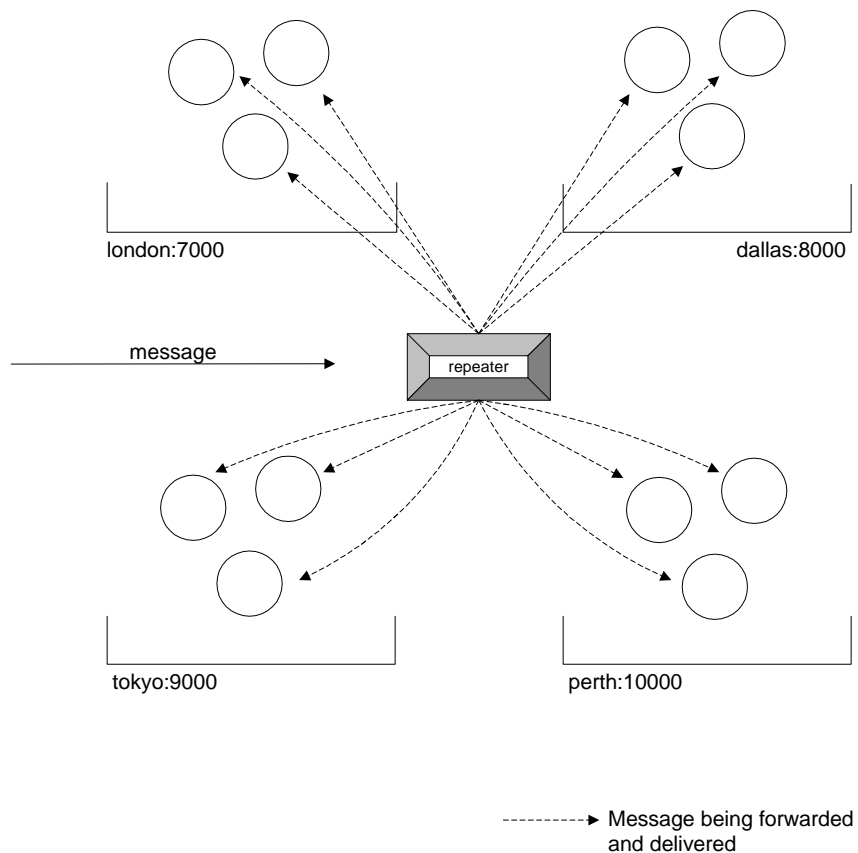 london:7000
dallas:8000
message
repeater
tokyo:9000
perth:10000
Message being forwarded
and delivered